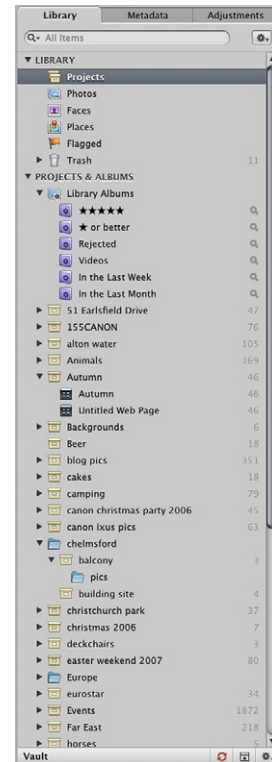 Library Metadata Adjustments
All Items
LIBRARY
Projects
Photos
Faces
Places
Flagged
Trash 11
PROJECTS & ALBUMS
Library Albums
★★★★★
★ or better
Rejected
Videos
In the Last Week
In the Last Month
51 Earlsfield Drive 47
155CANON 76
alton water 105
Animals 169
Autumn 46
Autumn 46
Untitled Web Page 46
Backgrounds 6
Beer 18
blog pics 351
cakes 18
camping 79
canon christmas party 2006 45
canon ixus pics 63
chelmsford
balcony 3
pics
building site 4
christchurch park 37
christmas 2006 7
deckchairs 2
easter weekend 2007 80
Europe
eurostar 34
Events 1872
Far East 218
horses 5
Vault